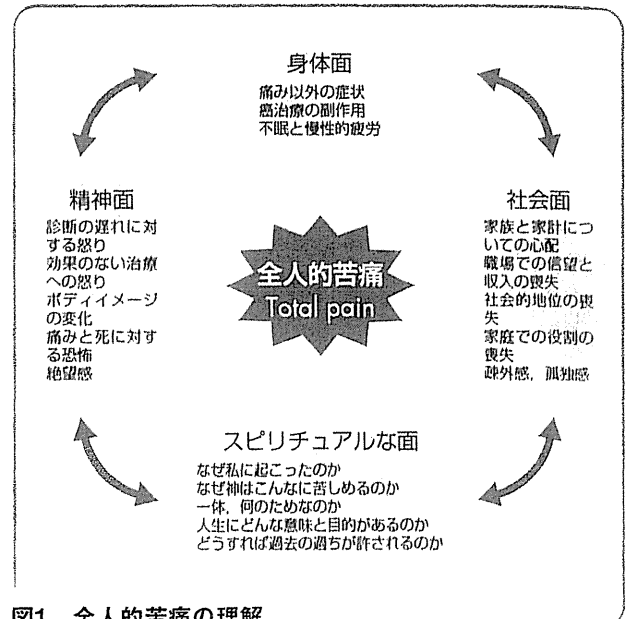 身体面
痛み以外の症状
癌治療の副作用
不眠と慢性的疲労
精神面
診断の遅れに対
する怒り
効果のない治療
への怒り
ボディイメージ
の変化
痛みと死に対す
る恐怖
絶望感
全人的苦痛
Total pain
社会面
家族と家計につ
いての心配
職場での信望と
収入の喪失
社会的地位の喪
失
家庭での役割の
喪失
疎外感，孤独感
スピリチュアルな面
なぜ私に起こったのか
なぜ神はこんなに苦しめるのか
一体，何のためなのか
人生にどんな意味と目的があるのか
どうすれば過去の過ちが許されるのか
図1　全人的苦痛の理解